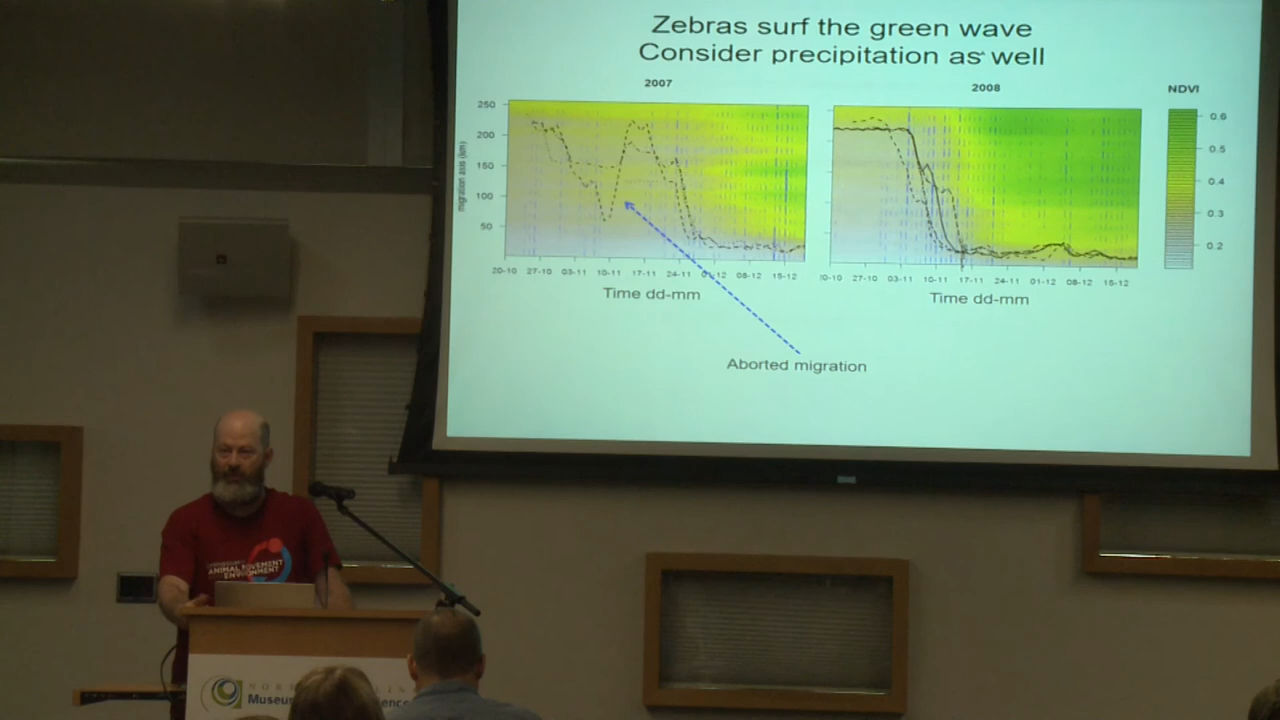 Zebras surf the green wave
Consider precipitation as well
2007
2008
NDVI
migration axis (km)
250
200
150
100
50
0.6
0.5
0.4
0.3
0.2
20-10 27-10 03-11 10-11 17-11 24-11 01-12 08-12 15-12
27-10 03-11 10-11 17-11 24-11 01-12 08-12 15-12
Time dd-mm
Time dd-mm
Aborted migration
ANIMAL MOVEMENT
ENVIRONMENT